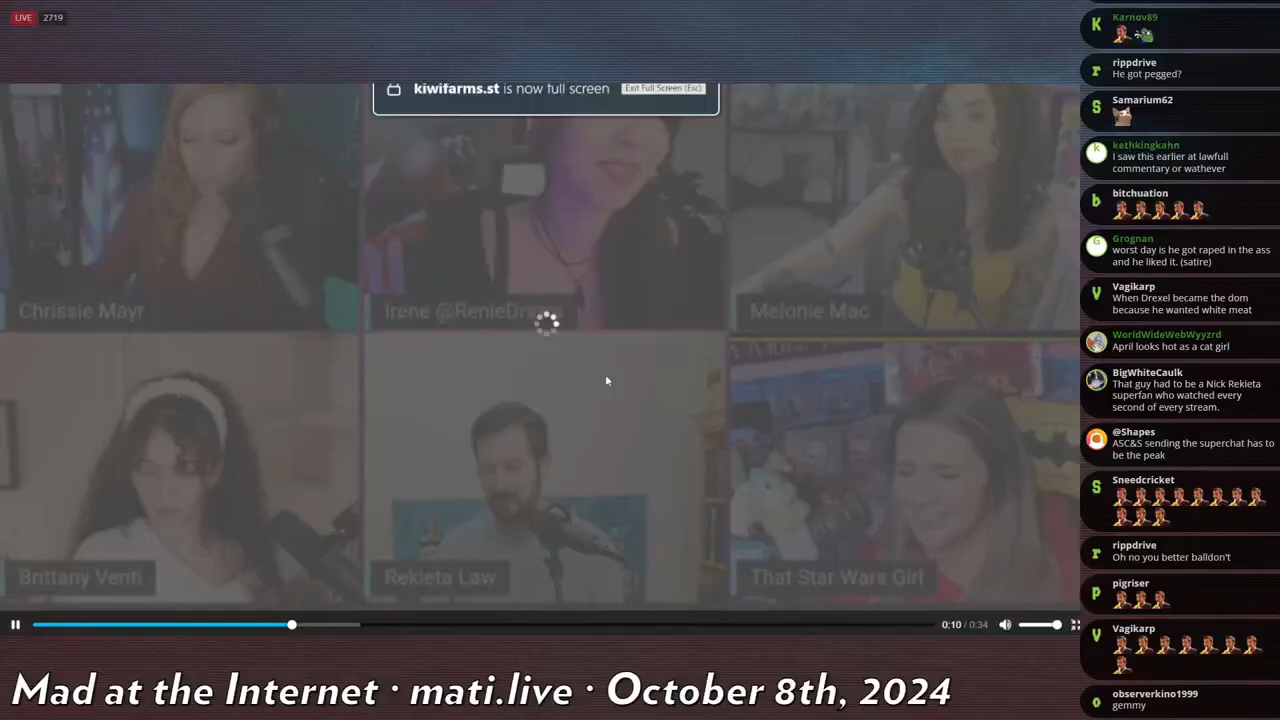 LIVE 2719
kiwifarms.st is now full screen Exit Full Screen (Esc)
Chrissie Mayr
Irene @RenieDra
Melonie Mac
Brittany Venti
Rekieta Law
That Star Wars Girl
0:10 / 0:34
Mad at the Internet · mati.live · October 8th, 2024
K
Karnov89
r
rippdrive
He got pegged?
S
Samarium62
k
kethkingkahn
I saw this earlier at lawfull
commentary or wathever
b
bitchuation
G
Grognan
worst day is he got raped in the ass
and he liked it. (satire)
V
Vagikarp
When Drexel became the dom
because he wanted white meat
WorldWideWebWyyzrd
April looks hot as a cat girl
BigWhiteCaulk
That guy had to be a Nick Rekieta
superfan who watched every
second of every stream.
@Shapes
ASC&S sending the superchat has to
be the peak
S
Sneedcricket
r
rippdrive
Oh no you better balldon't
p
pigriser
V
Vagikarp
o
observerkino1999
gemmy